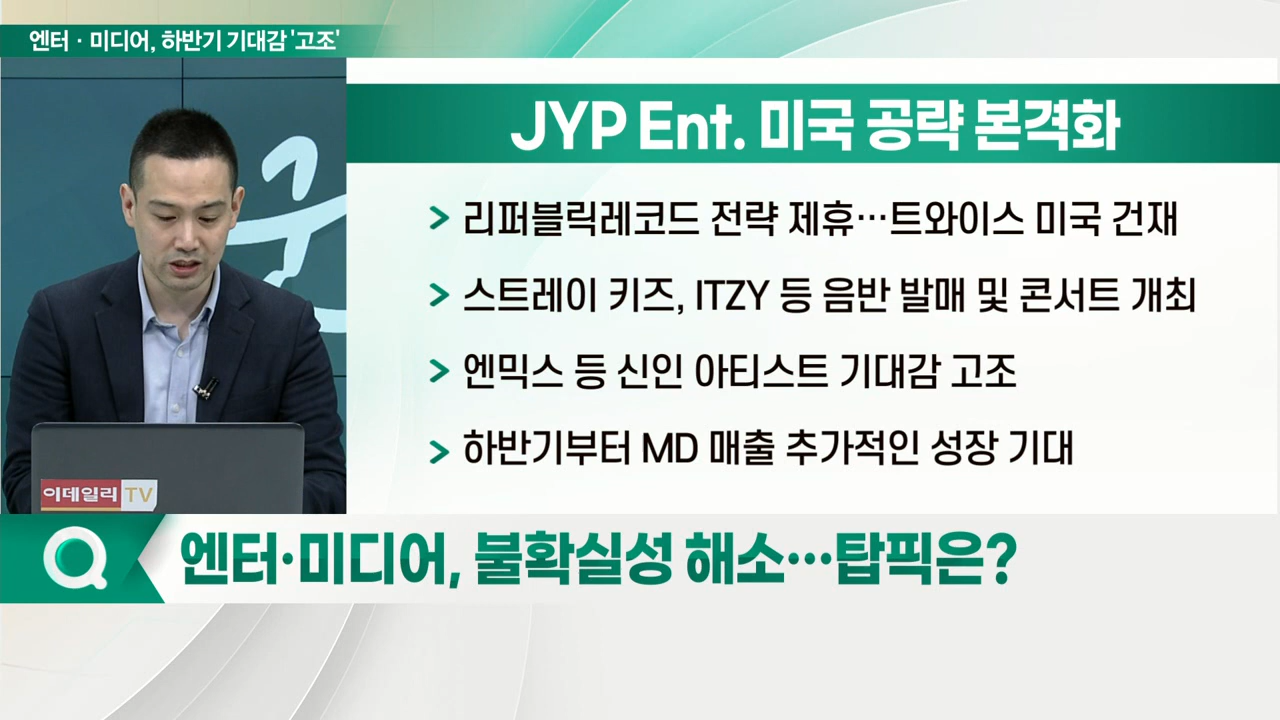 엔터·미디어, 하반기 기대감 '고조'
JYP Ent. 미국 공략 본격화
> 리퍼블릭레코드 전략 제휴…트와이스 미국 건재
> 스트레이 키즈, ITZY 등 음반 발매 및 콘서트 개최
> 엔믹스 등 신인 아티스트 기대감 고조
> 하반기부터 MD 매출 추가적인 성장 기대
이데일리TV
엔터·미디어, 불확실성 해소…탑픽은?